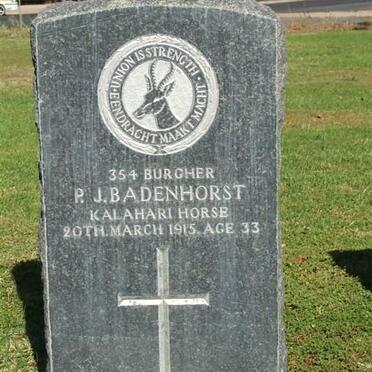 UNION IS STRENGTH
EENDRACHT MAAKT MACHT
354 BURGHER
P. J. BADENHORST
KALAHARI HORSE
20TH. MARCH 1915. AGE 33